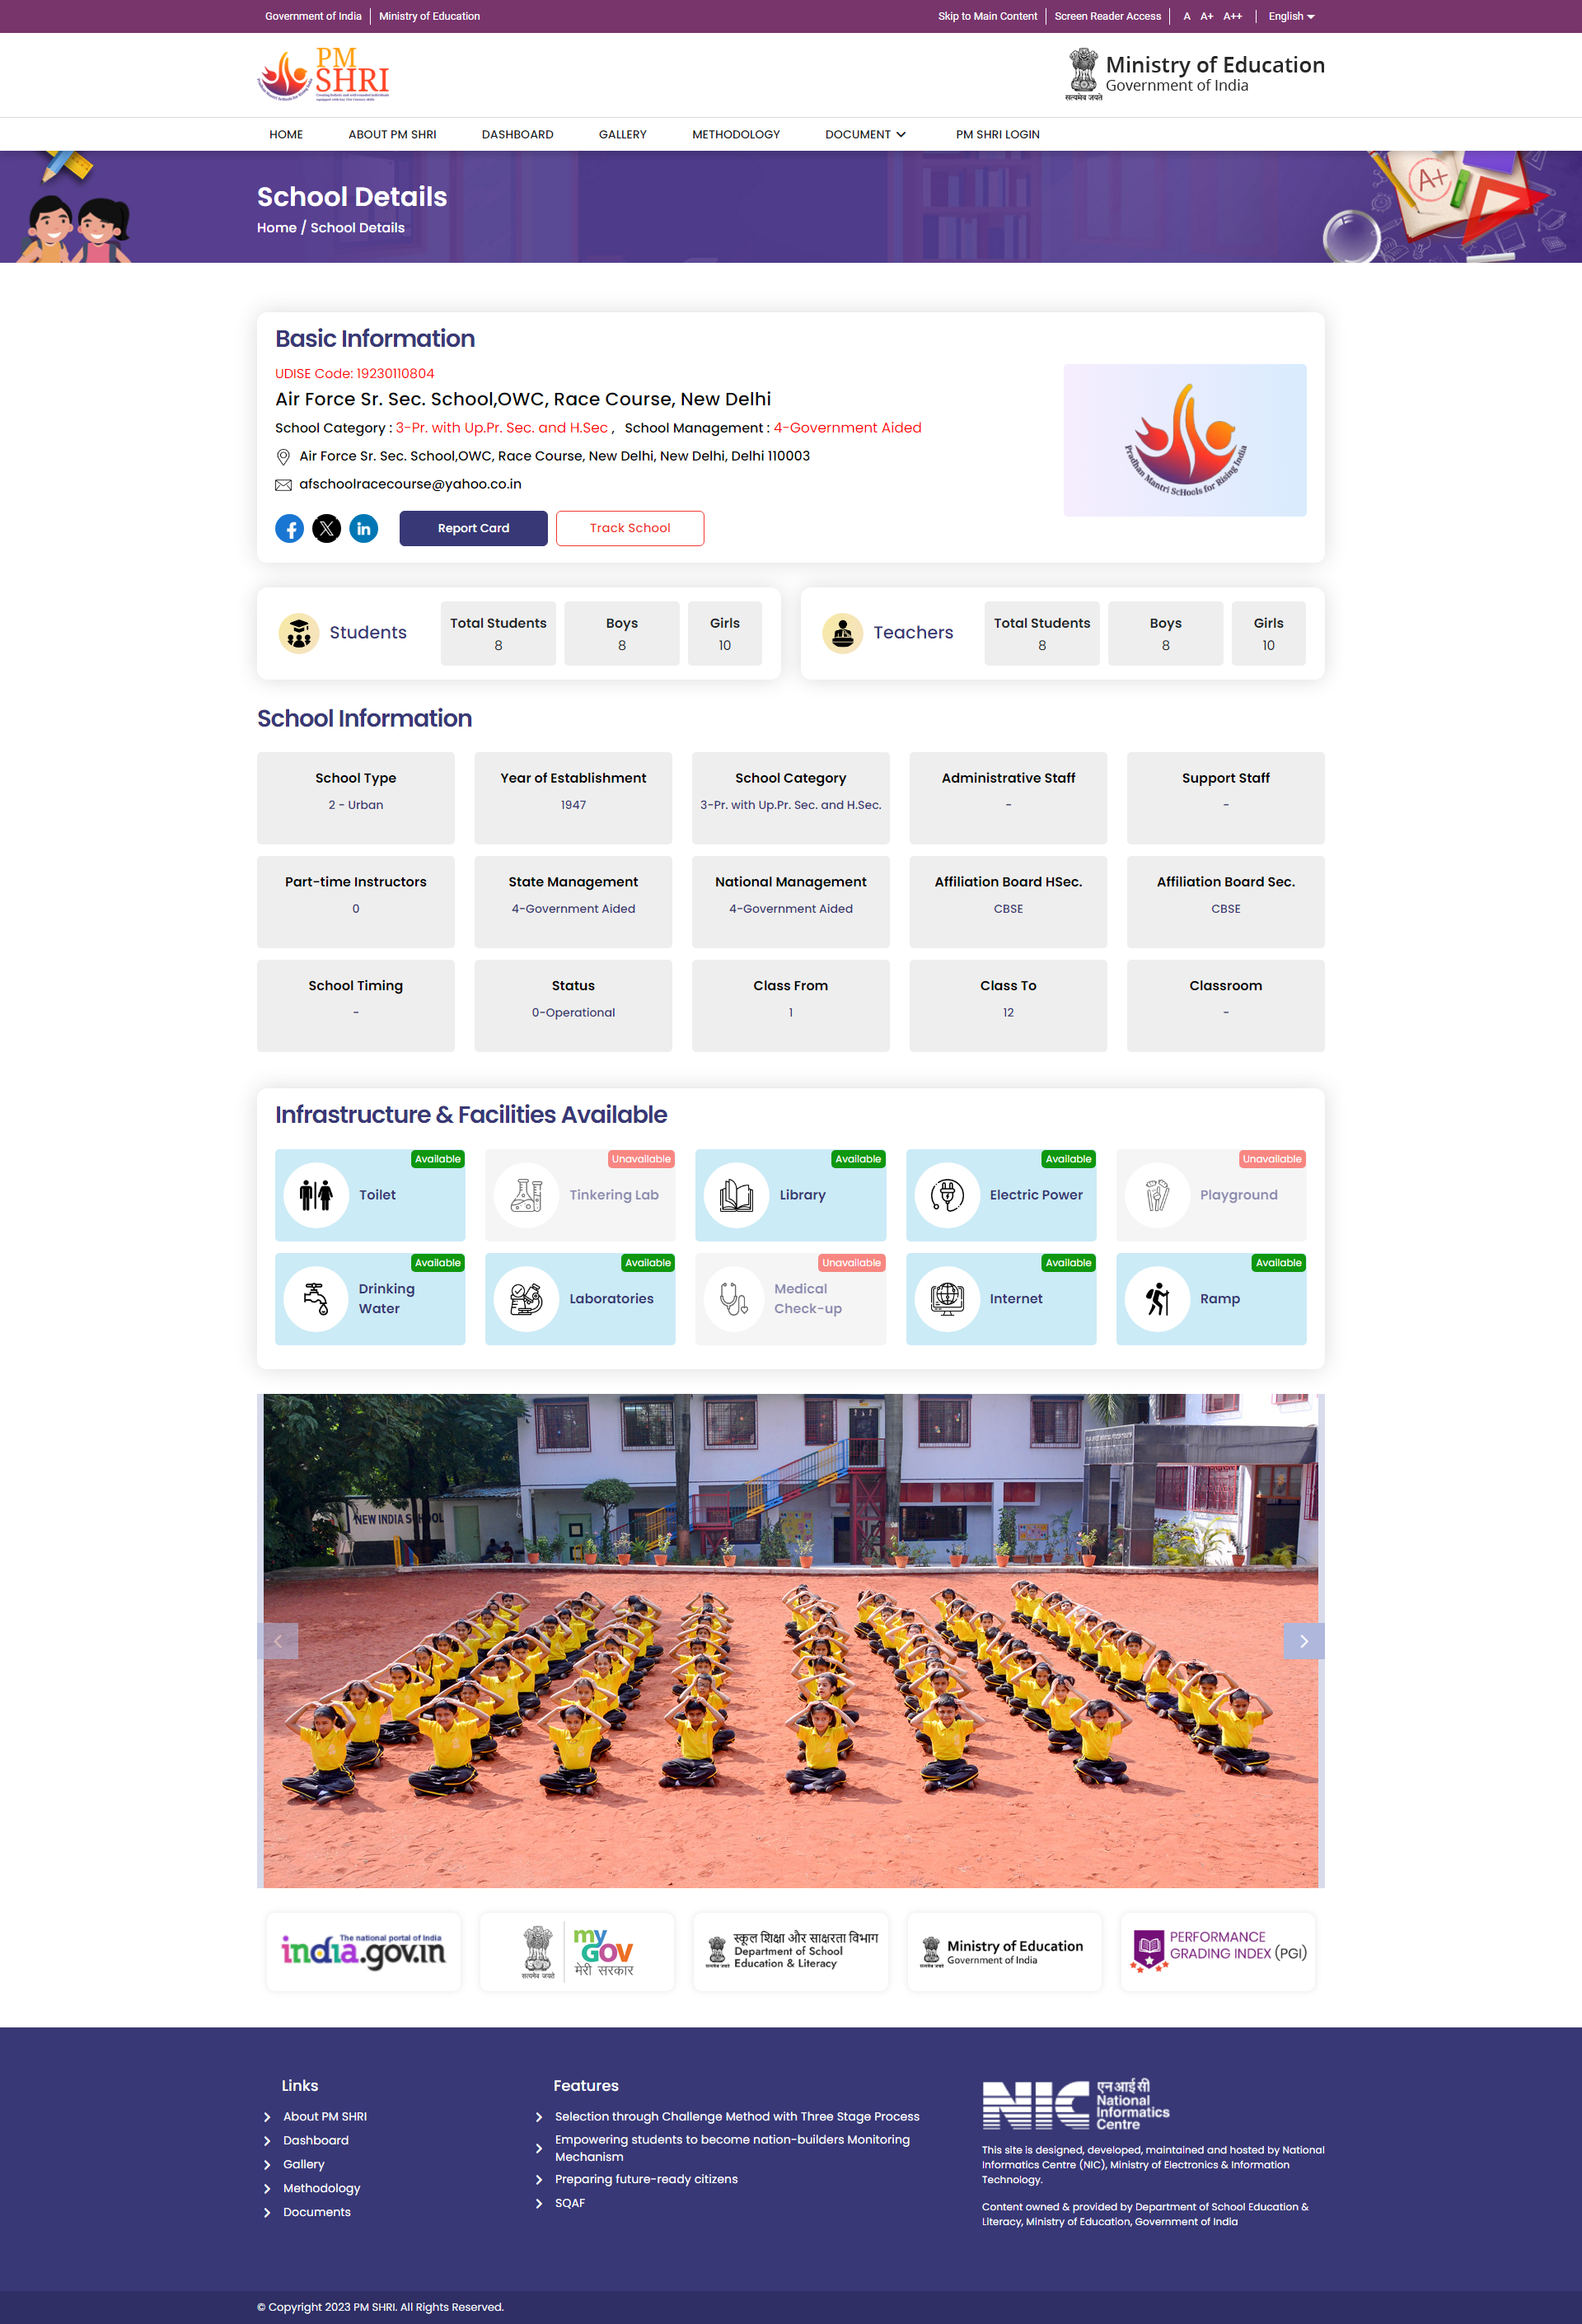 Government of India
Ministry of Education
Skip to Main Content
Screen Reader Access
A A+ A++
English
PM
SHRI
सत्यमेव जयते
Ministry of Education
Government of India
HOME
ABOUT PM SHRI
DASHBOARD
GALLERY
METHODOLOGY
DOCUMENT
PM SHRI LOGIN
School Details
Home / School Details
A+
Basic Information
UDISE Code: 19230110804
Air Force Sr. Sec. School,OWC, Race Course, New Delhi
School Category : 3-Pr. with Up.Pr. Sec. and H.Sec , School Management : 4-Government Aided
Air Force Sr. Sec. School,OWC, Race Course, New Delhi, New Delhi, Delhi 110003
afschoolracecourse@yahoo.co.in
Report Card
Track School
Pradhan Mantri ScHools for Rising India
Students
Total Students
8
Boys
8
Girls
10
Teachers
Total Students
8
Boys
8
Girls
10
School Information
School Type
2 - Urban
Year of Establishment
1947
School Category
3-Pr. with Up.Pr. Sec. and H.Sec.
Administrative Staff
-
Support Staff
-
Part-time Instructors
0
State Management
4-Government Aided
National Management
4-Government Aided
Affiliation Board HSec.
CBSE
Affiliation Board Sec.
CBSE
School Timing
-
Status
0-Operational
Class From
1
Class To
12
Classroom
-
Infrastructure & Facilities Available
Available
Toilet
Unavailable
Tinkering Lab
Available
Library
Available
Electric Power
Unavailable
Playground
Available
Drinking
Water
Available
Laboratories
Unavailable
Medical
Check-up
Available
Internet
Available
Ramp
NEW INDIA SCHOOL
The national portal of India
india.gov.in
सत्यमेव जयते
my
GOV
मेरी सरकार
सत्यमेव जयते
स्कूल शिक्षा और साक्षरता विभाग
Department of School
Education & Literacy
सत्यमेव जयते
Ministry of Education
Government of India
PERFORMANCE
GRADING INDEX (PGI)
Links
About PM SHRI
Dashboard
Gallery
Methodology
Documents
Features
Selection through Challenge Method with Three Stage Process
Empowering students to become nation-builders Monitoring
Mechanism
Preparing future-ready citizens
SQAF
NIC
एन आई सी
National
Informatics
Centre
This site is designed, developed, maintained and hosted by National
Informatics Centre (NIC), Ministry of Electronics & Information
Technology.
Content owned & provided by Department of School Education &
Literacy, Ministry of Education, Government of India
© Copyright 2023 PM SHRI. All Rights Reserved.